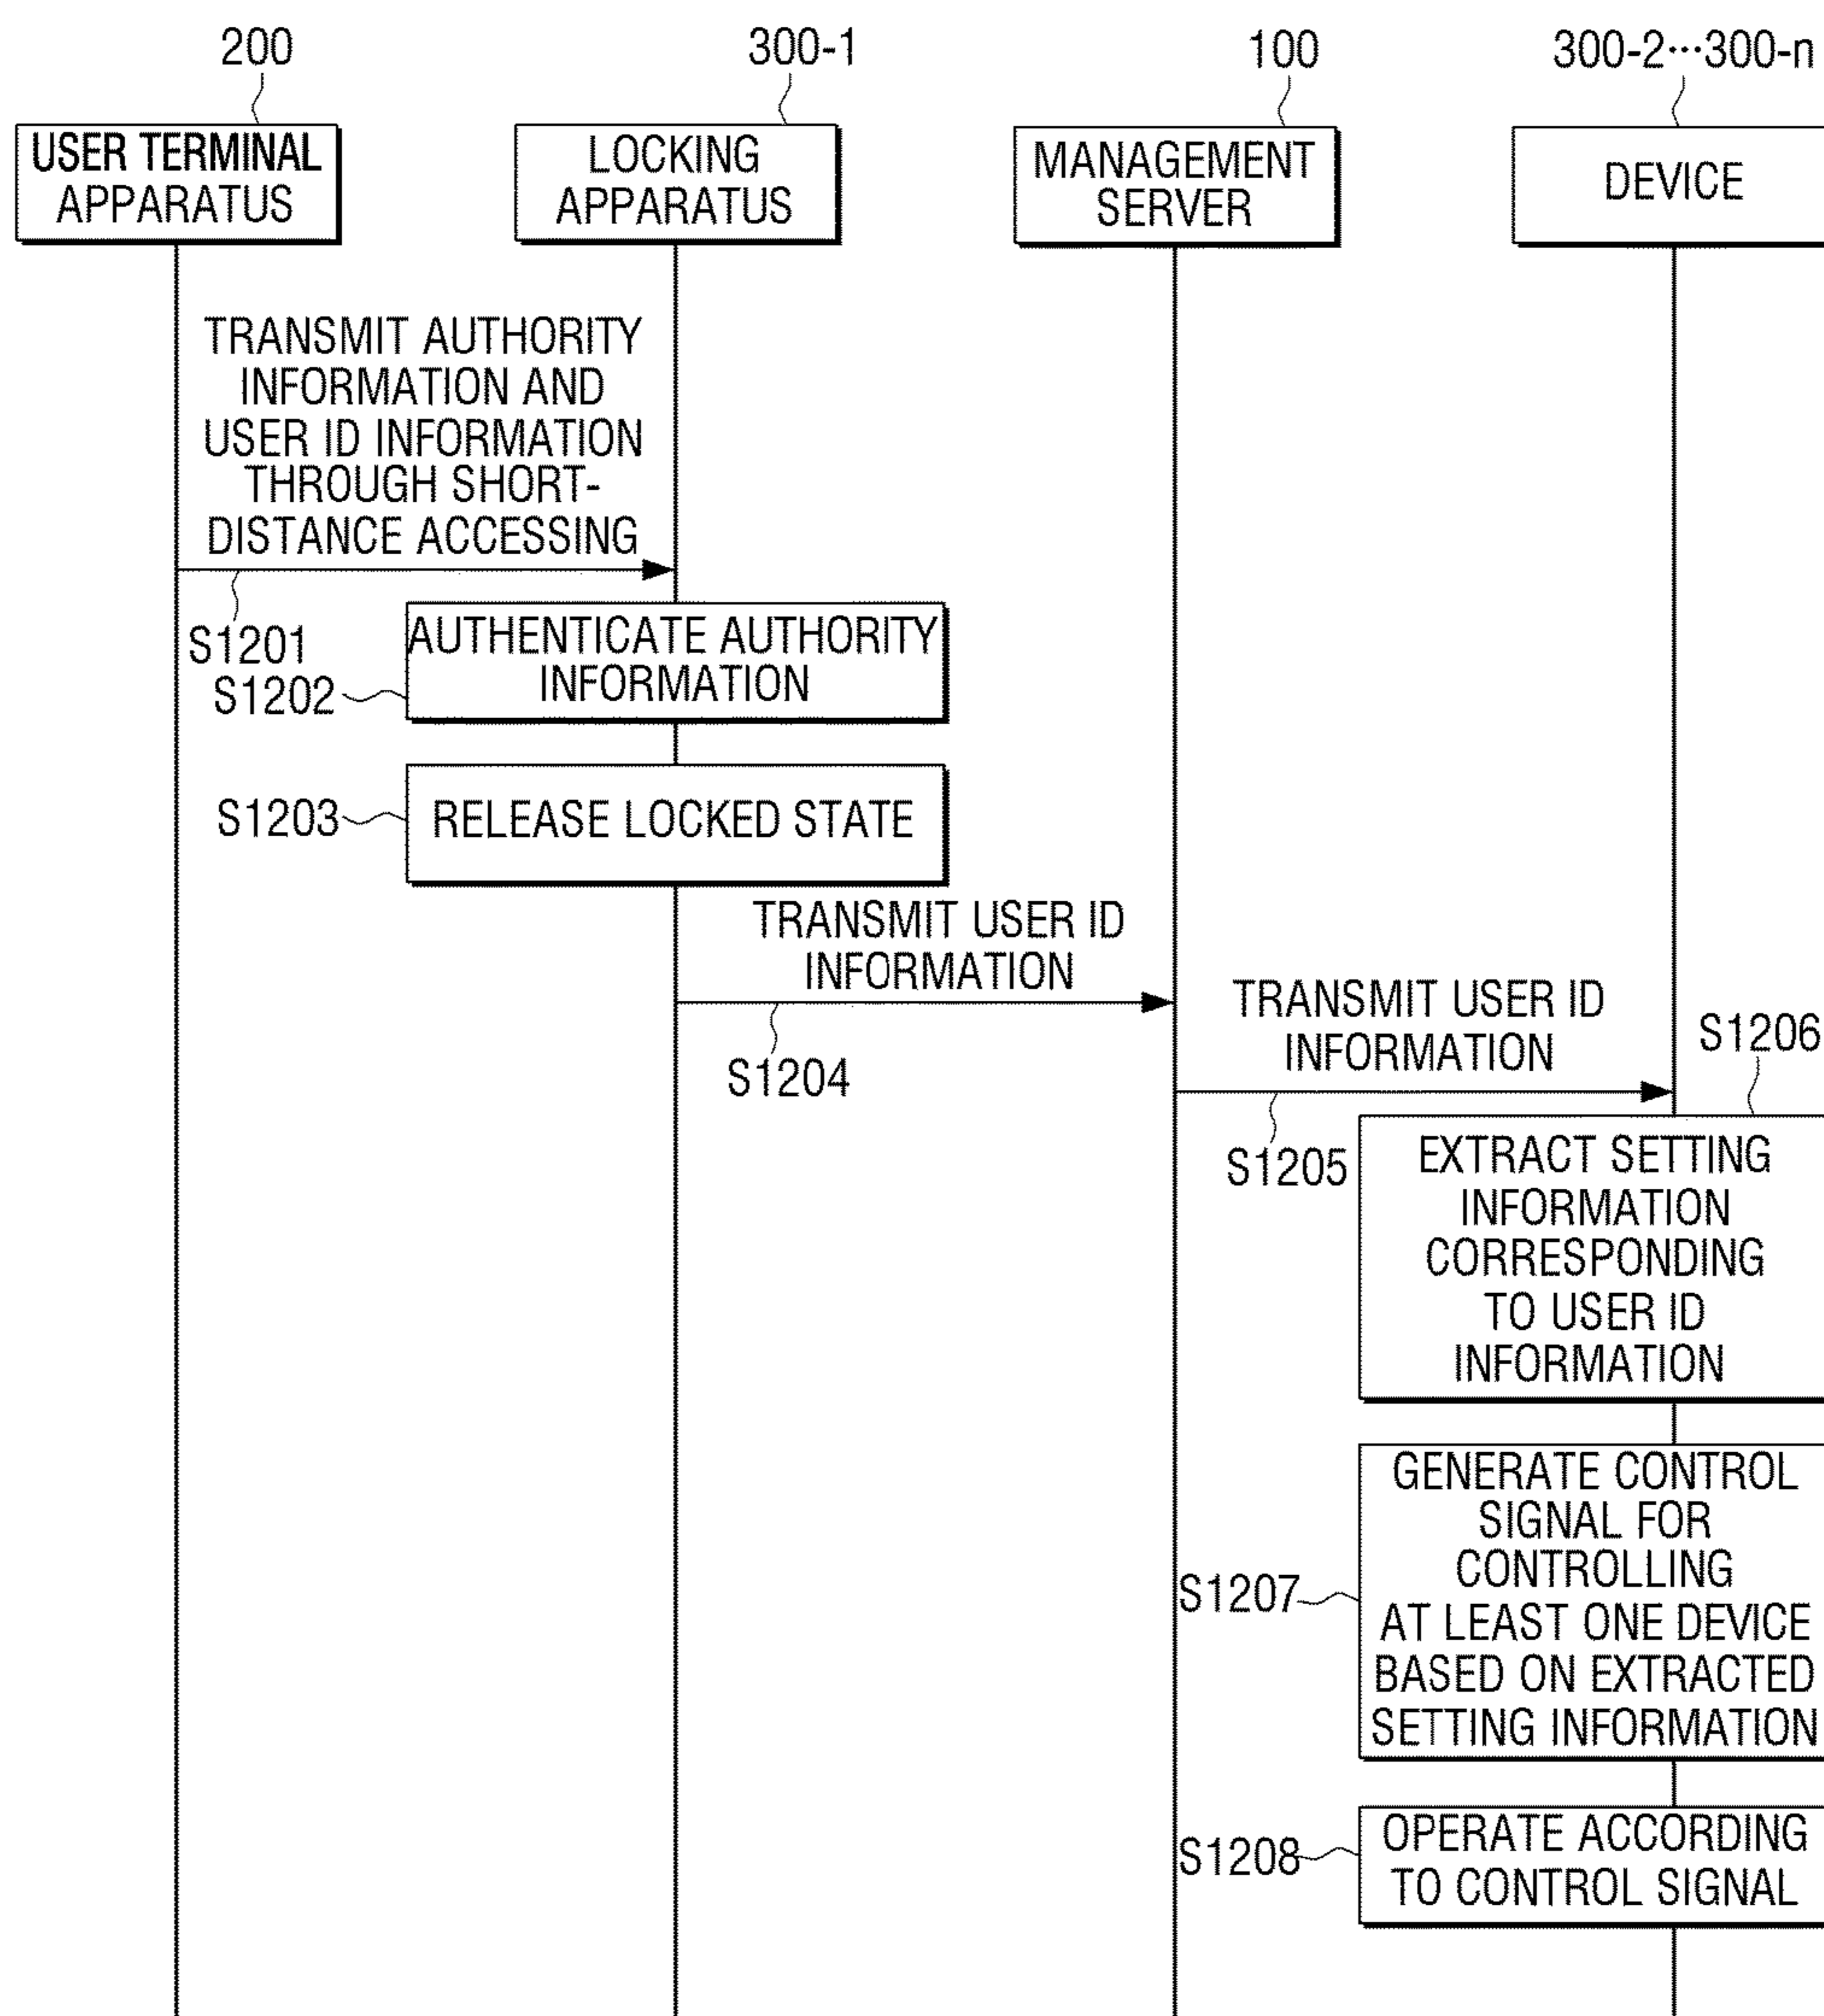 200
300-1
100
300-2···300-n
USER TERMINAL
APPARATUS
LOCKING
APPARATUS
MANAGEMENT
SERVER
DEVICE
TRANSMIT AUTHORITY
INFORMATION AND
USER ID INFORMATION
THROUGH SHORT-
DISTANCE ACCESSING
S1201
AUTHENTICATE AUTHORITY
INFORMATION
S1202
S1203
RELEASE LOCKED STATE
TRANSMIT USER ID
INFORMATION
S1204
TRANSMIT USER ID
INFORMATION
S1205
S1206
EXTRACT SETTING
INFORMATION
CORRESPONDING
TO USER ID
INFORMATION
GENERATE CONTROL
SIGNAL FOR
CONTROLLING
AT LEAST ONE DEVICE
BASED ON EXTRACTED
SETTING INFORMATION
S1207
OPERATE ACCORDING
TO CONTROL SIGNAL
S1208